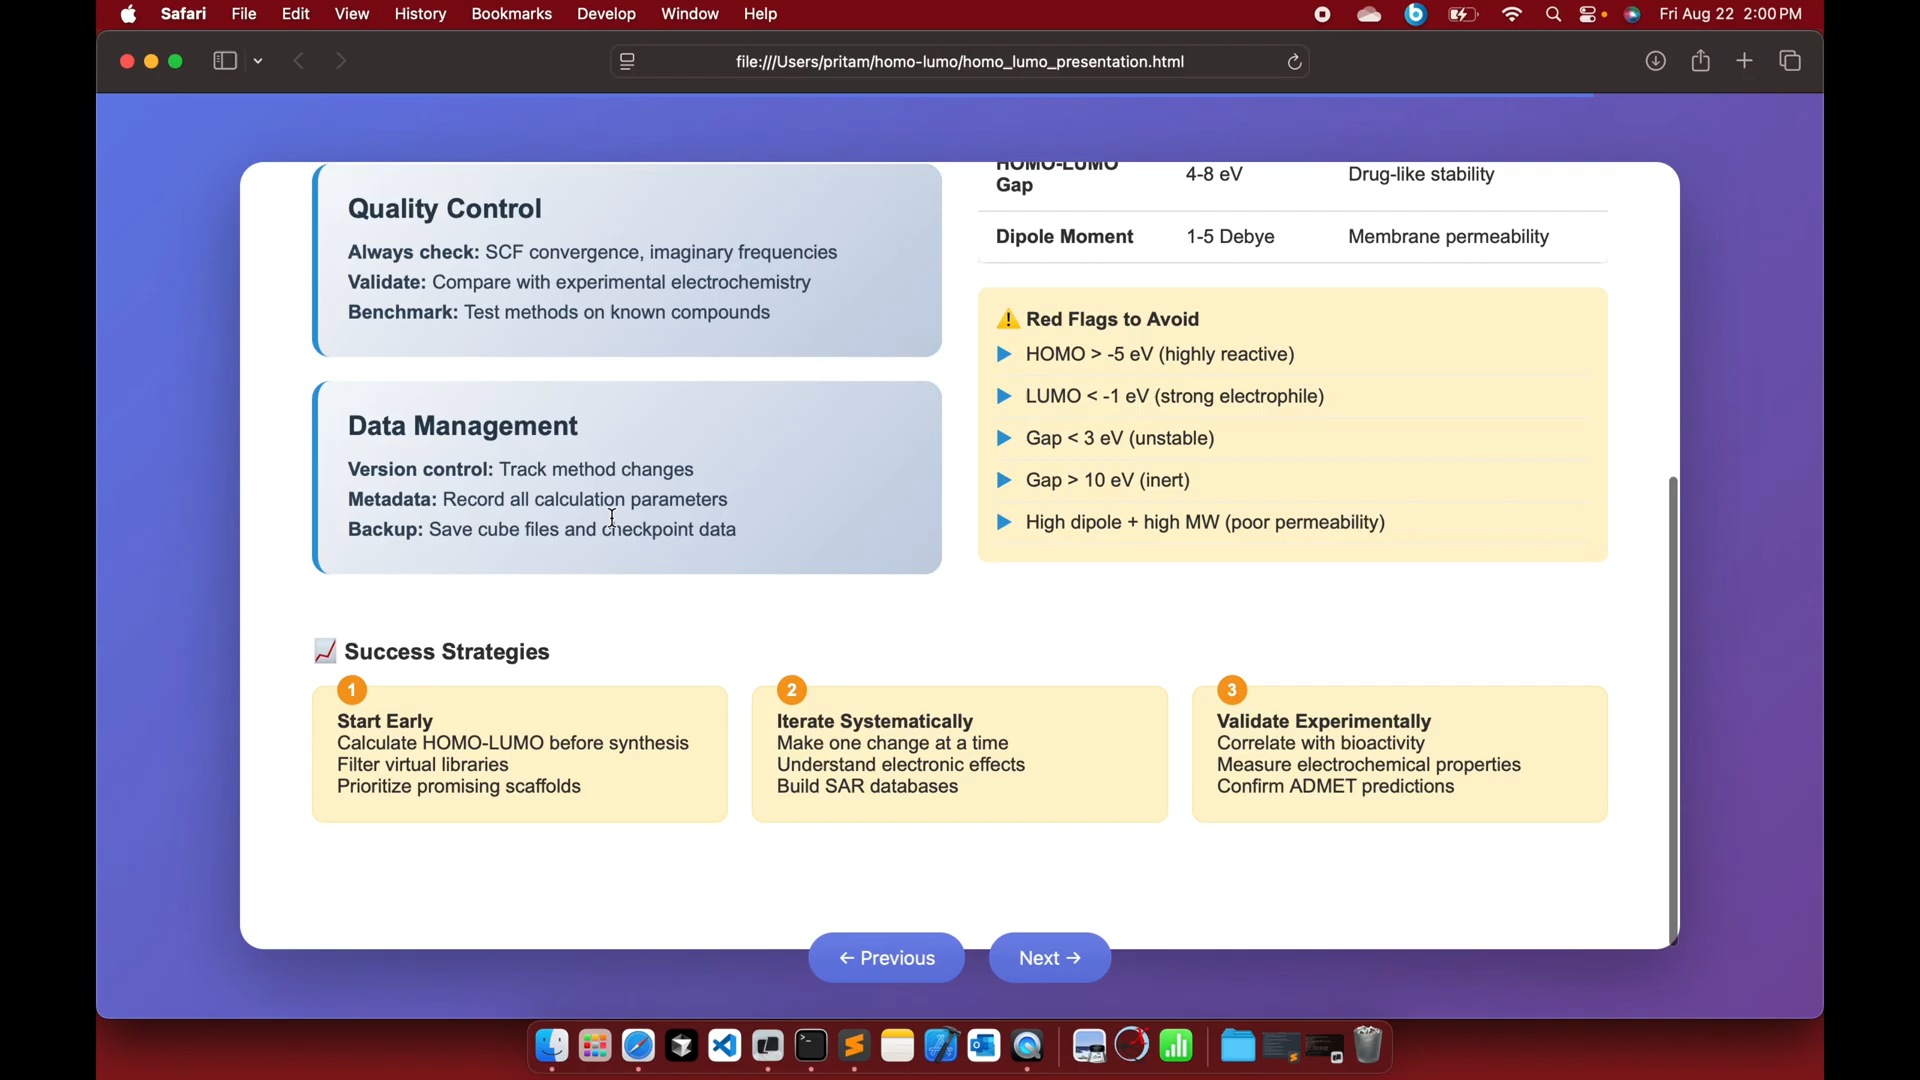 Safari File Edit View History Bookmarks Develop Window Help Fri Aug 22 2:00 PM
file:///Users/pritam/homo-lumo/homo_lumo_presentation.html
Quality Control
Always check: SCF convergence, imaginary frequencies
Validate: Compare with experimental electrochemistry
Benchmark: Test methods on known compounds
Data Management
Version control: Track method changes
Metadata: Record all calculation parameters
Backup: Save cube files and checkpoint data
HOMO-LUMO
Gap 4-8 eV Drug-like stability
Dipole Moment 1-5 Debye Membrane permeability
Red Flags to Avoid
HOMO > -5 eV (highly reactive)
LUMO < -1 eV (strong electrophile)
Gap < 3 eV (unstable)
Gap > 10 eV (inert)
High dipole + high MW (poor permeability)
Success Strategies
1
Start Early
Calculate HOMO-LUMO before synthesis
Filter virtual libraries
Prioritize promising scaffolds
2
Iterate Systematically
Make one change at a time
Understand electronic effects
Build SAR databases
3
Validate Experimentally
Correlate with bioactivity
Measure electrochemical properties
Confirm ADMET predictions
← Previous
Next →